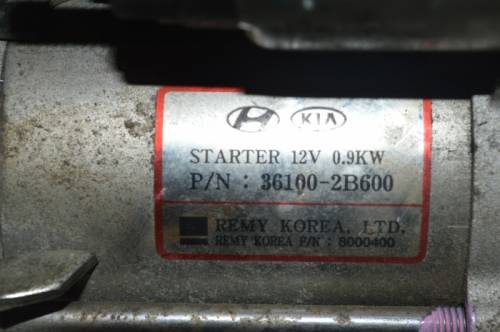 KIA
STARTER 12V 0.9KW
P/N : 36100-2B600
REMY KOREA, LTD.
REMY KOREA P/N : 8000400